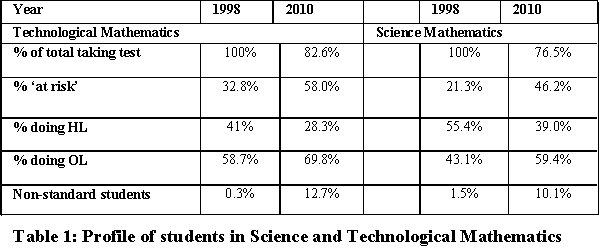 Year 1998 2010 1998 2010
Technological Mathematics Science Mathematics
% of total taking test 100% 82.6% 100% 76.5%
% ‘at risk’ 32.8% 58.0% 21.3% 46.2%
% doing HL 41% 28.3% 55.4% 39.0%
% doing OL 58.7% 69.8% 43.1% 59.4%
Non-standard students 0.3% 12.7% 1.5% 10.1%
Table 1: Profile of students in Science and Technological Mathematics